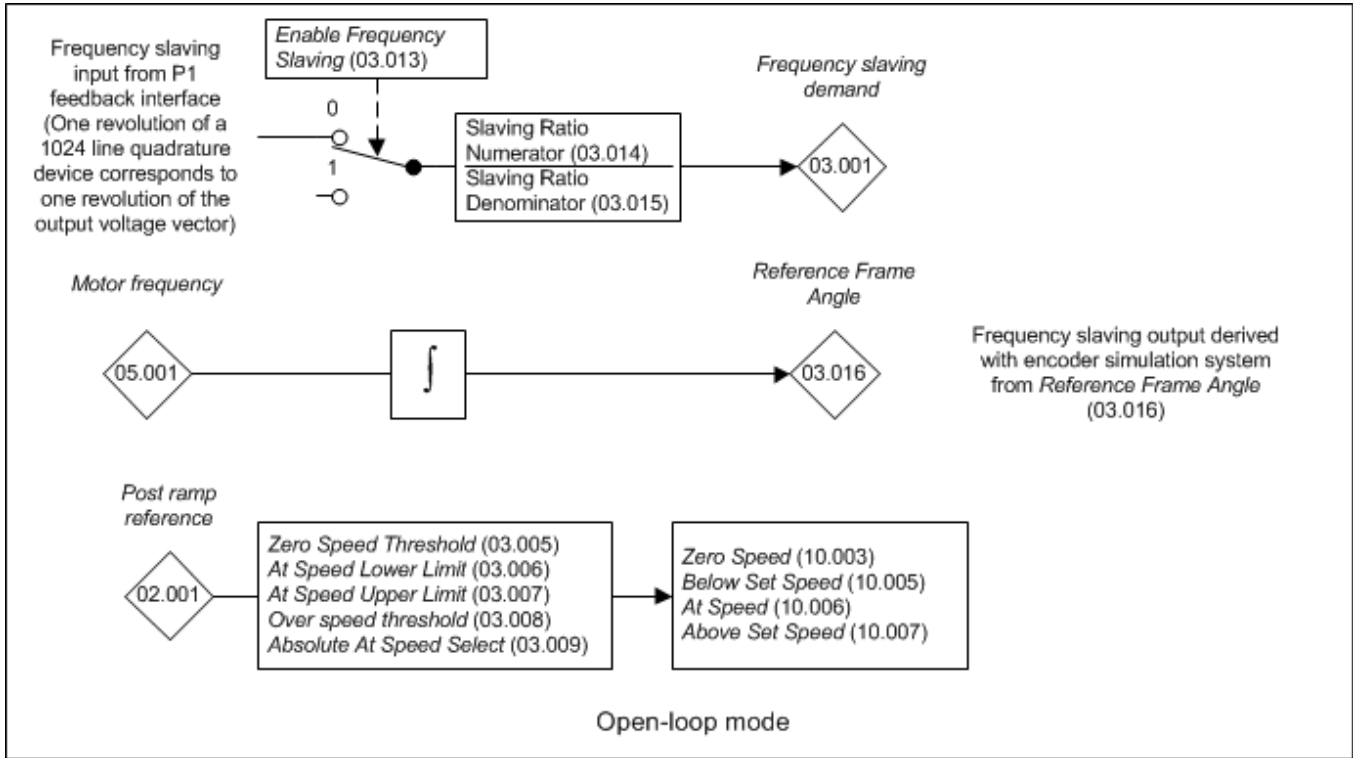 Frequency slaving
input from P1
feedback interface
(One revolution of a
1024 line quadrature
device corresponds to
one revolution of the
output voltage vector)
Enable Frequency
Slaving (03.013)
0
1
Slaving Ratio
Numerator (03.014)
Slaving Ratio
Denominator (03.015)
Frequency slaving
demand
03.001
Motor frequency
05.001
∫
Reference Frame
Angle
03.016
Frequency slaving output derived
with encoder simulation system
from Reference Frame Angle
(03.016)
Post ramp
reference
02.001
Zero Speed Threshold (03.005)
At Speed Lower Limit (03.006)
At Speed Upper Limit (03.007)
Over speed threshold (03.008)
Absolute At Speed Select (03.009)
Zero Speed (10.003)
Below Set Speed (10.005)
At Speed (10.006)
Above Set Speed (10.007)
Open-loop mode